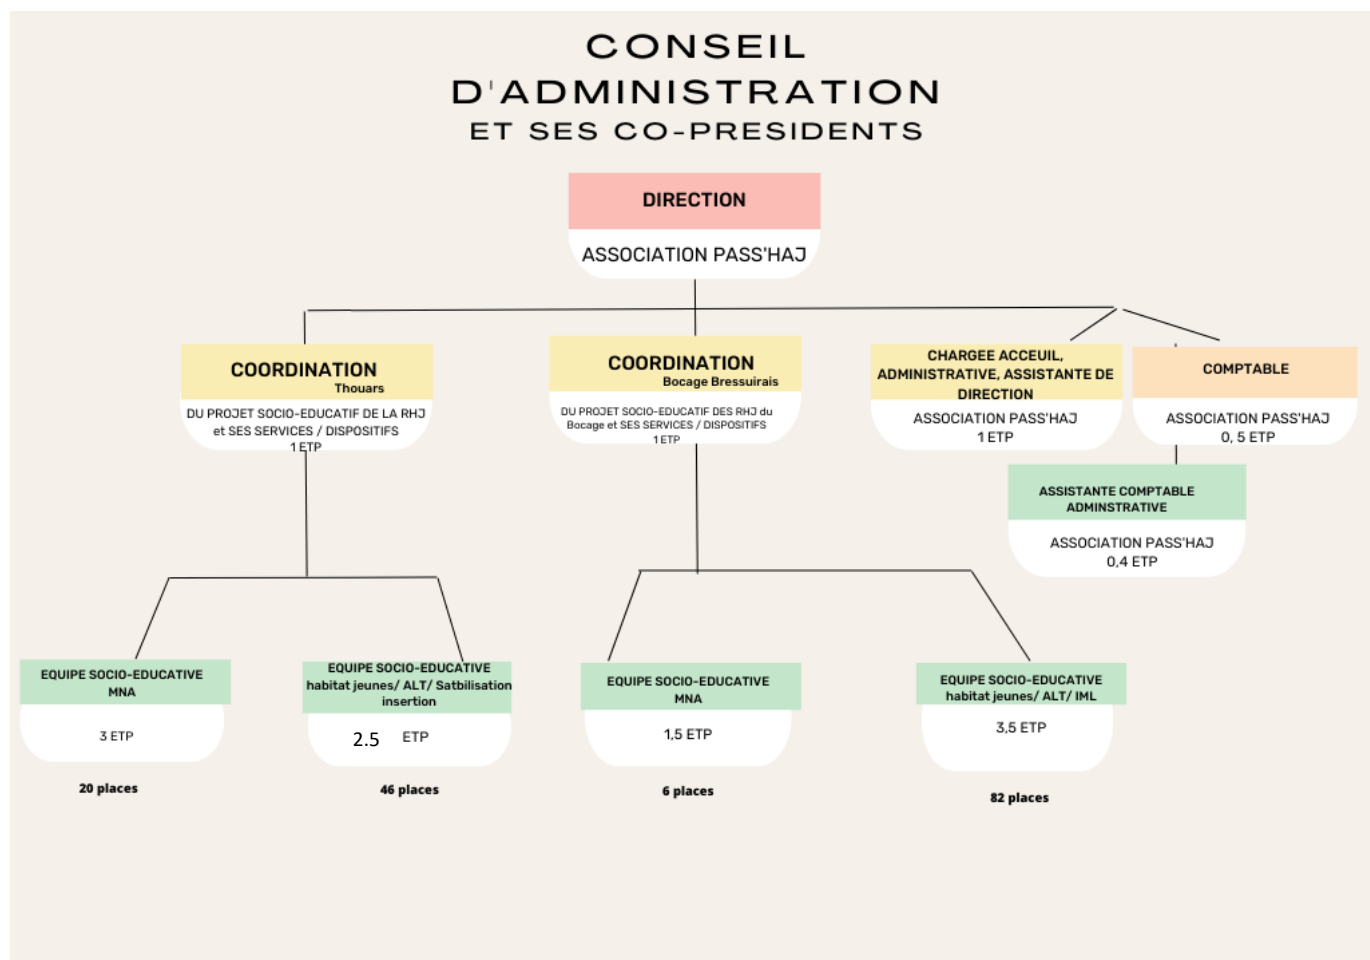 CONSEIL
D'ADMINISTRATION
ET SES CO-PRESIDENTS
DIRECTION
ASSOCIATION PASS'HAJ
COORDINATION
Thouars
DU PROJET SOCIO-EDUCATIF DE LA RHJ
et SES SERVICES / DISPOSITIFS
1 ETP
COORDINATION
Bocage Bressuirais
DU PROJET SOCIO-EDUCATIF DES RHJ du
Bocage et SES SERVICES / DISPOSITIFS
1 ETP
CHARGEE ACCEUIL,
ADMINISTRATIVE, ASSISTANTE DE
DIRECTION
ASSOCIATION PASS'HAJ
1 ETP
COMPTABLE
ASSOCIATION PASS'HAJ
0, 5 ETP
ASSISTANTE COMPTABLE
ADMINSTRATIVE
ASSOCIATION PASS'HAJ
0,4 ETP
EQUIPE SOCIO-EDUCATIVE
MNA
3 ETP
20 places
EQUIPE SOCIO-EDUCATIVE
habitat jeunes/ ALT/ Satbilisation
insertion
2.5 ETP
46 places
EQUIPE SOCIO-EDUCATIVE
MNA
1,5 ETP
6 places
EQUIPE SOCIO-EDUCATIVE
habitat jeunes/ ALT/ IML
3,5 ETP
82 places